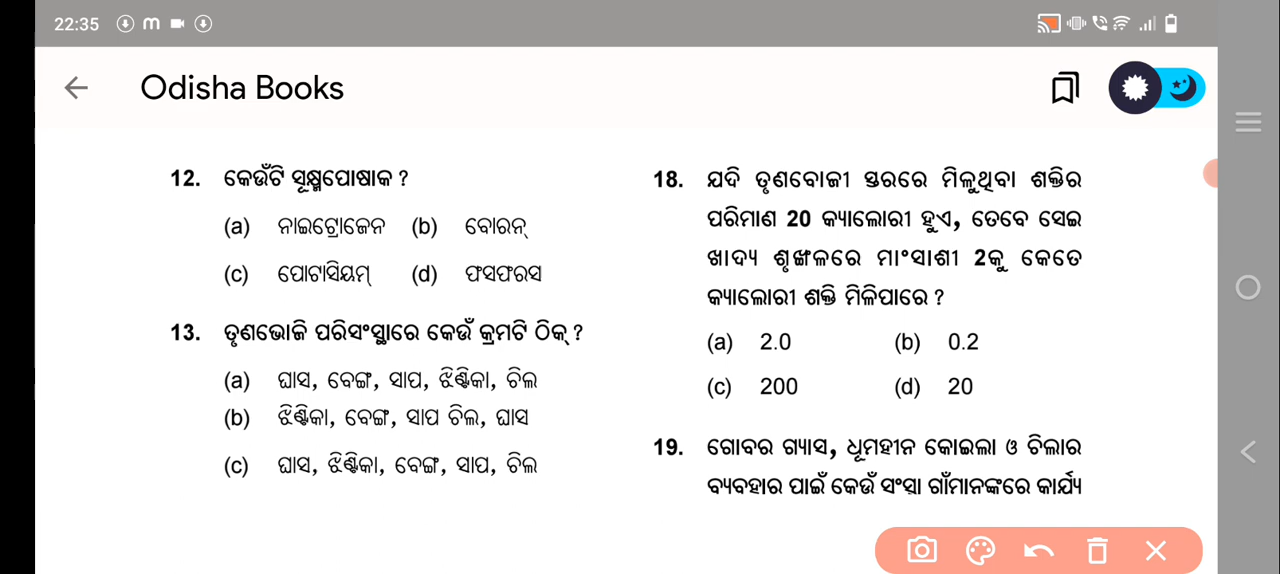 22:35
Odisha Books
12. କେଉଁଟି ସୂକ୍ଷ୍ମପୋଷାକ ?
(a) ନାଇଟ୍ରୋଜେନ (b) ବୋରନ୍
(c) ପୋଟାସିୟମ୍ (d) ଫସଫରସ
13. ତୃଣଭୋଜି ପରିସଂସ୍ଥାରେ କେଉଁ କ୍ରମଟି ଠିକ୍ ?
(a) ଘାସ, ବେଙ୍ଗ, ସାପ, ଝିଣ୍ଟିକା, ଚିଲ
(b) ଝିଣ୍ଟିକା, ବେଙ୍ଗ, ସାପ ଚିଲ, ଘାସ
(c) ଘାସ, ଝିଣ୍ଟିକା, ବେଙ୍ଗ, ସାପ, ଚିଲ
18. ଯଦି ତୃଣବୋଜୀ ସ୍ତରରେ ମିଳୁଥିବା ଶକ୍ତିର
ପରିମାଣ 20 କ୍ୟାଲୋରୀ ହୁଏ, ତେବେ ସେଇ
ଖାଦ୍ୟ ଶୃଙ୍ଖଳରେ ମାଂସାଶୀ 2କୁ କେତେ
କ୍ୟାଲୋରୀ ଶକ୍ତି ମିଳିପାରେ ?
(a) 2.0 (b) 0.2
(c) 200 (d) 20
19. ଗୋବର ଗ୍ୟାସ, ଧୂମହୀନ କୋଇଲା ଓ ଚିଲାର
ବ୍ୟବହାର ପାଇଁ କେଉଁ ସଂସ୍ତା ଗାଁମାନଙ୍କରେ କାର୍ଯ୍ୟ